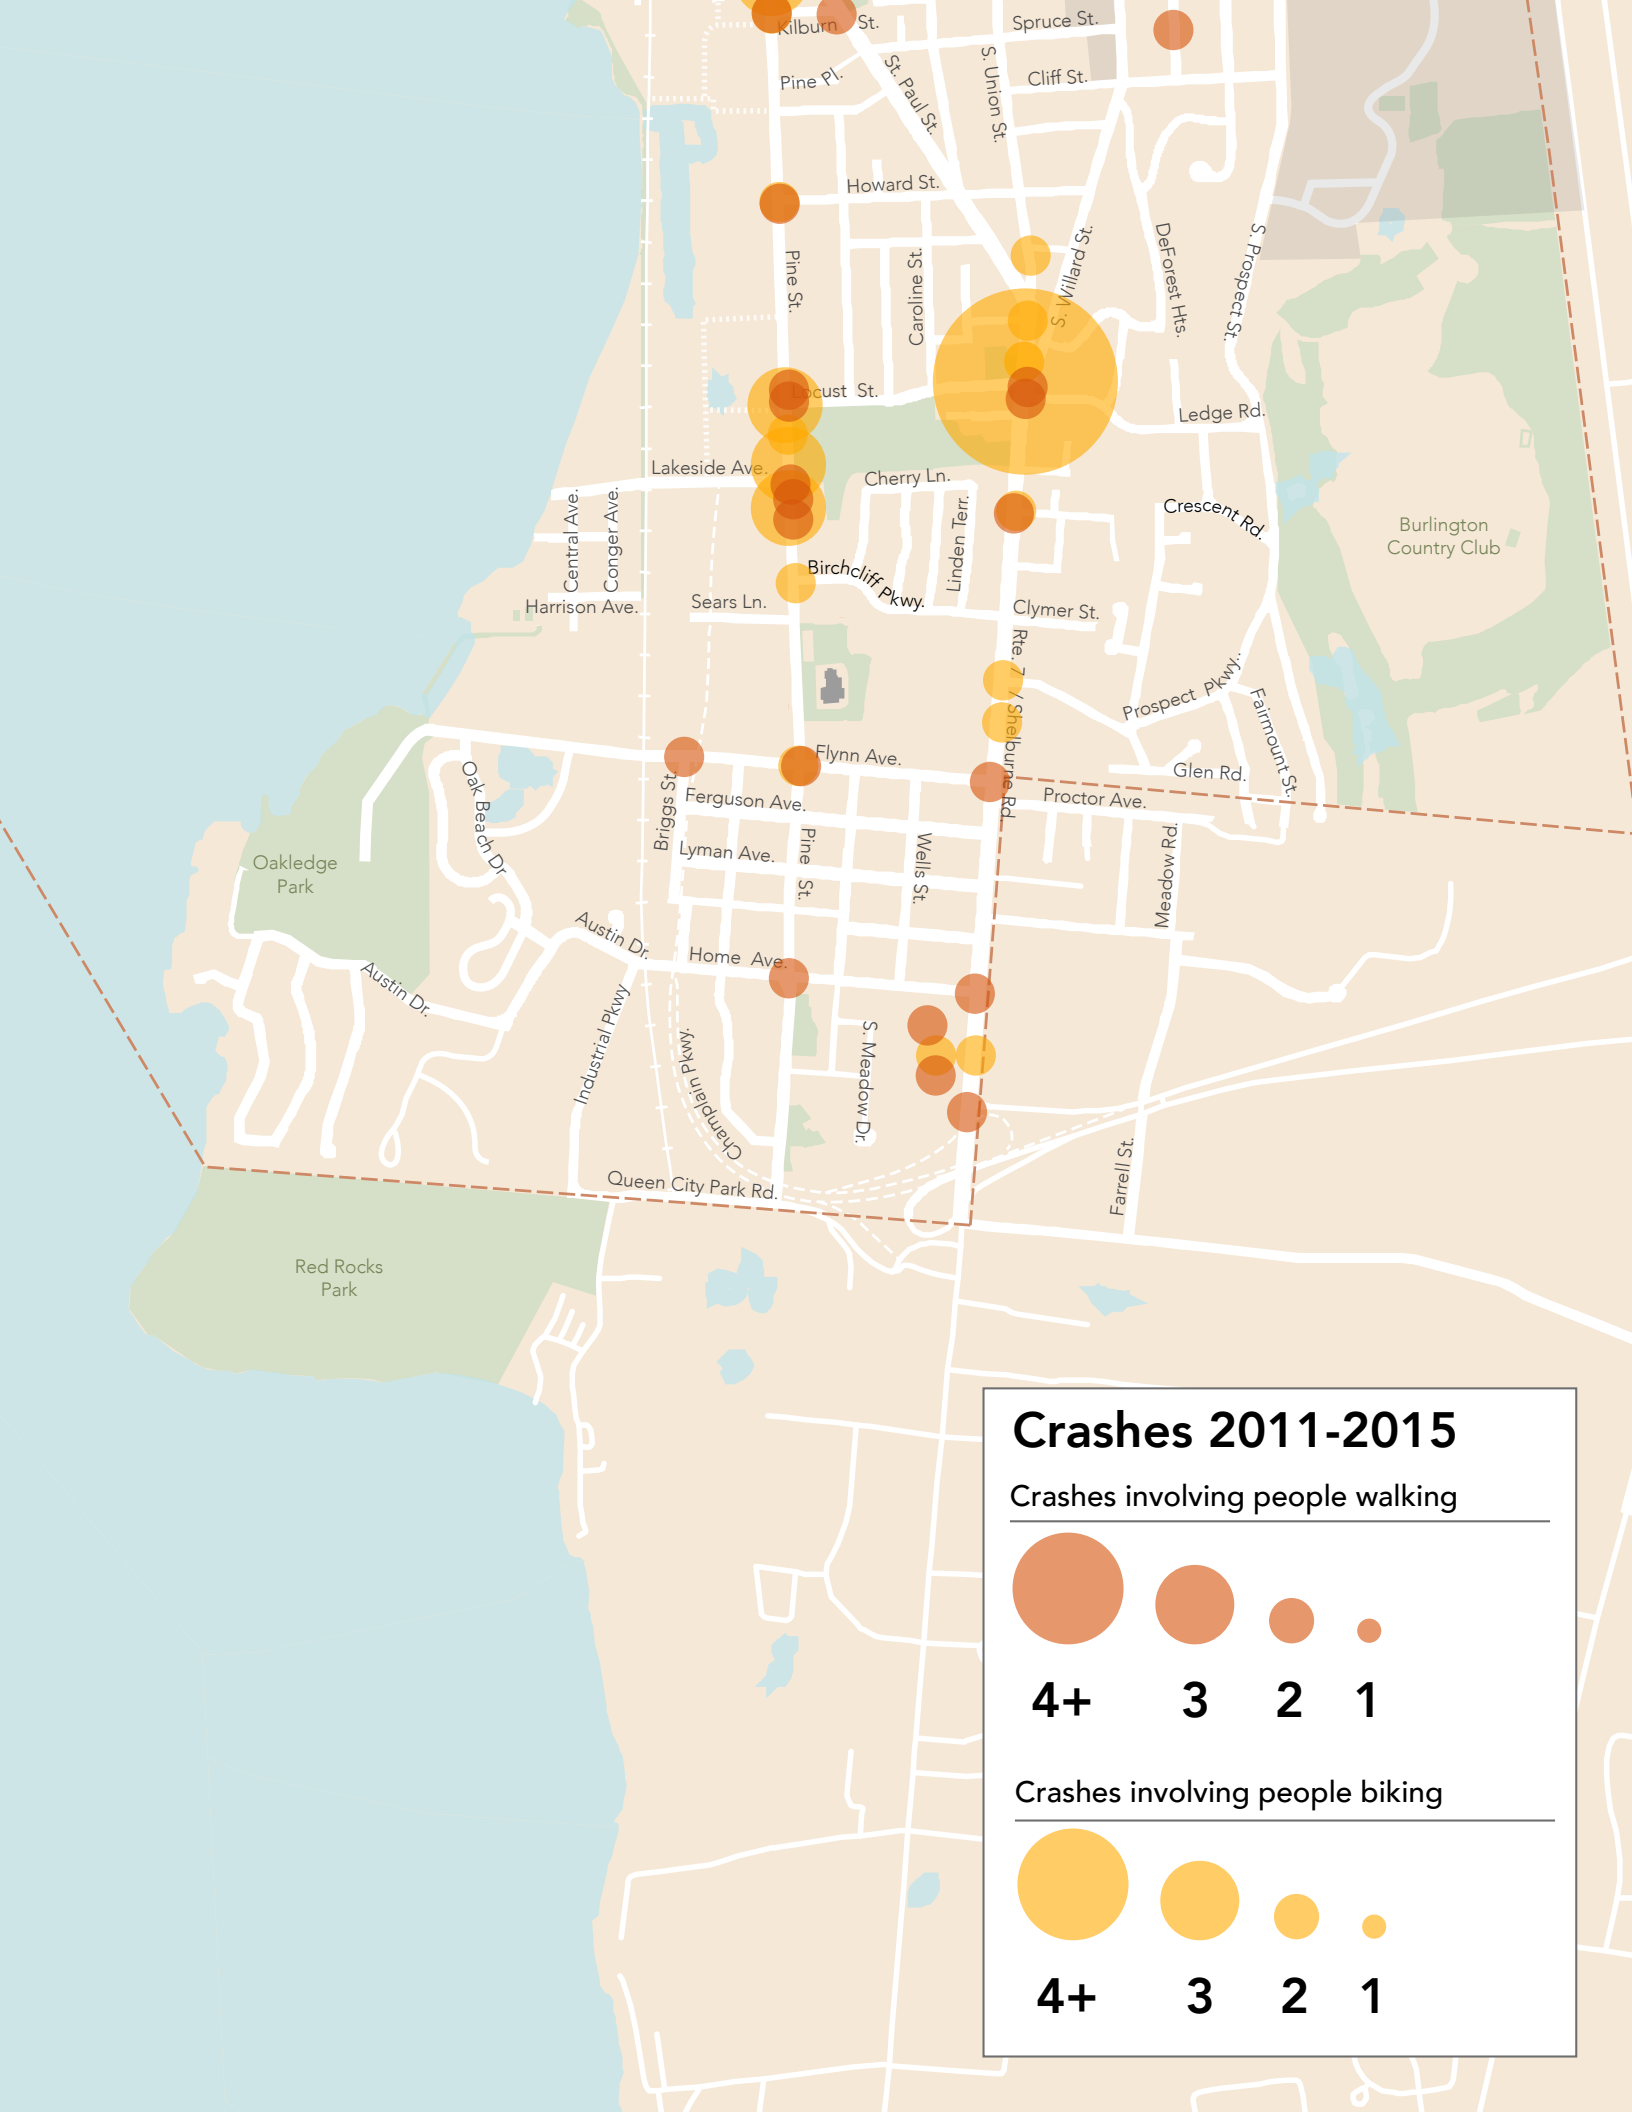 Kilburn St.
Spruce St.
Pine Pl.
St. Paul St.
S. Union St.
Cliff St.
Howard St.
Pine St.
Caroline St.
S. Willard St.
DeForest Hts.
S. Prospect St.
Locust St.
Ledge Rd.
Lakeside Ave.
Cherry Ln.
Central Ave.
Conger Ave.
Linden Terr.
Crescent Rd.
Burlington
Country Club
Birchcliff Pkwy.
Harrison Ave.
Sears Ln.
Clymer St.
Rte. 7 / Shelburne Rd.
Prospect Pkwy.
Fairmount St.
Flynn Ave.
Glen Rd.
Oak Beach Dr
Briggs St.
Ferguson Ave.
Proctor Ave.
Pine St.
Wells St.
Meadow Rd.
Lyman Ave.
Oakledge
Park
Austin Dr.
Home Ave.
Austin Dr.
Industrial Pkwy
Champlain Pkwy.
S. Meadow Dr.
Farrell St.
Queen City Park Rd.
Red Rocks
Park
Crashes 2011-2015
Crashes involving people walking
4+ 3 2 1
Crashes involving people biking
4+ 3 2 1